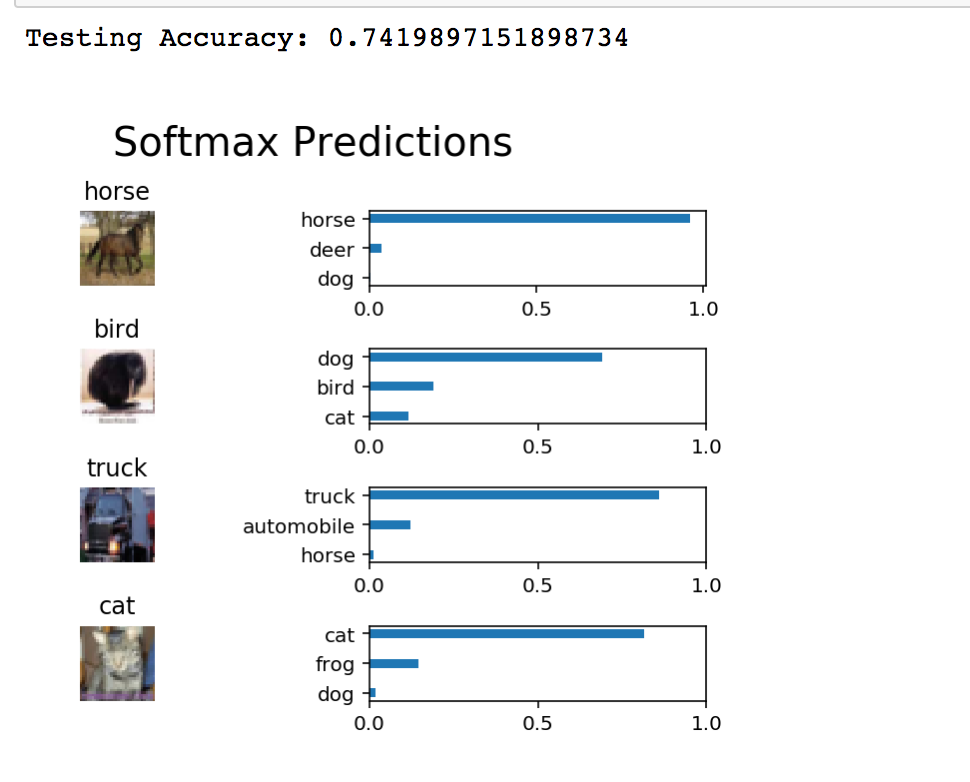 Testing Accuracy: 0.7419897151898734
Softmax Predictions
horse
horse
deer
dog
0.0 0.5 1.0
bird
dog
bird
cat
0.0 0.5 1.0
truck
truck
automobile
horse
0.0 0.5 1.0
cat
cat
frog
dog
0.0 0.5 1.0